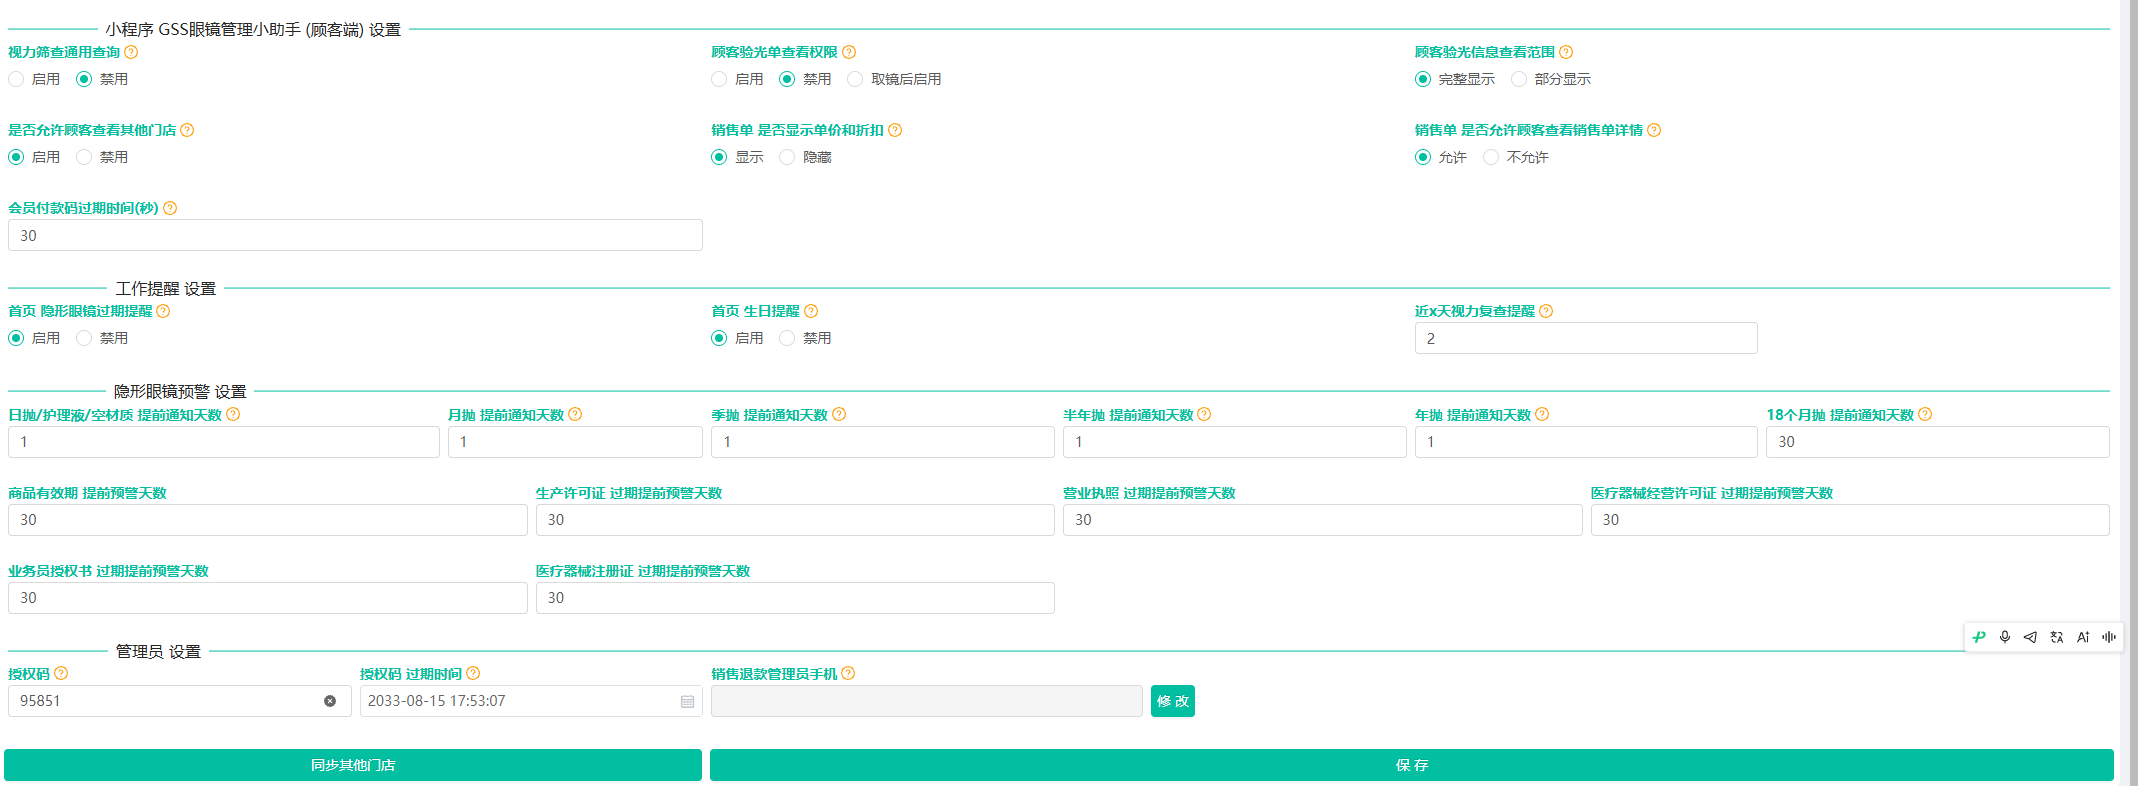 小程序 GSS眼镜管理小助手 (顾客端) 设置
视力筛查通用查询 顾客验光单查看权限 顾客验光信息查看范围
启用 禁用 启用 禁用 取镜后启用 完整显示 部分显示
是否允许顾客查看其他门店 销售单 是否显示单价和折扣 销售单 是否允许顾客查看销售单详情
启用 禁用 显示 隐藏 允许 不允许
会员付款码过期时间(秒)
30
工作提醒 设置
首页 隐形眼镜过期提醒 首页 生日提醒 近x天视力复查提醒
启用 禁用 启用 禁用 2
隐形眼镜预警 设置
日抛/护理液/空材质 提前通知天数 月抛 提前通知天数 季抛 提前通知天数 半年抛 提前通知天数 年抛 提前通知天数 18个月抛 提前通知天数
1 1 1 1 1 30
商品有效期 提前预警天数 生产许可证 过期提前预警天数 营业执照 过期提前预警天数 医疗器械经营许可证 过期提前预警天数
30 30 30 30
业务员授权书 过期提前预警天数 医疗器械注册证 过期提前预警天数
30 30
管理员 设置
授权码 授权码 过期时间 销售退款管理员手机
95851 2033-08-15 17:53:07 修 改
同步其他门店 保 存